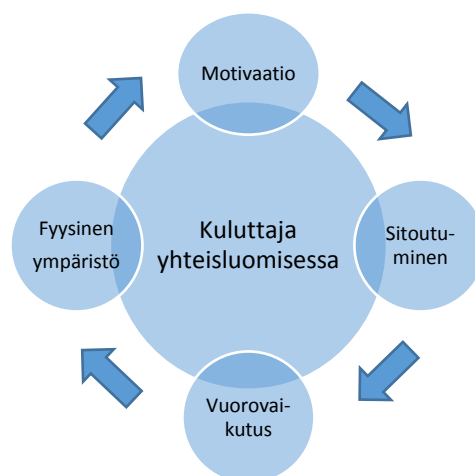 Motivaatio
Fyysinen
ympäristö
Kuluttaja
yhteisluomisessa
Sitoutu-
minen
Vuorovai-
kutus